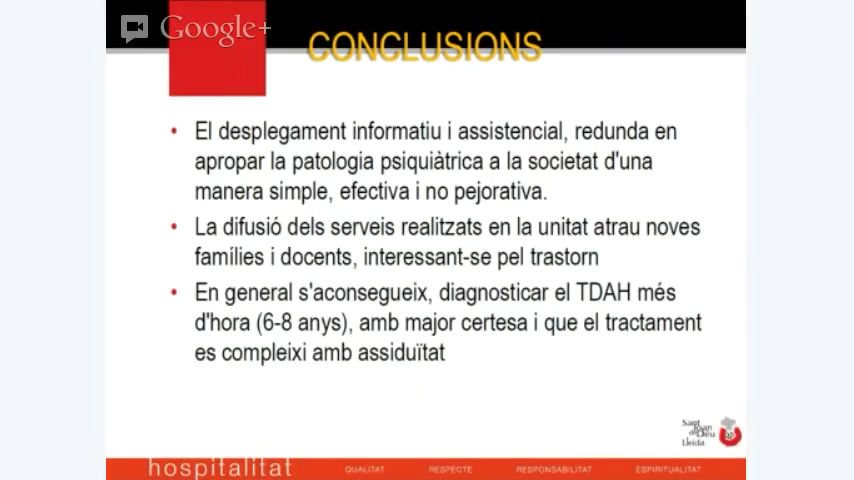 Google+
CONCLUSIONS
• El desplegament informatiu i assistencial, redunda en
apropar la patologia psiquiàtrica a la societat d'una
manera simple, efectiva i no pejorativa.
• La difusió dels serveis realitzats en la unitat atrau noves
famílies i docents, interessant-se pel trastorn
• En general s'aconsegueix, diagnosticar el TDAH més
d'hora (6-8 anys), amb major certesa i que el tractament
es compleixi amb assiduïtat
Sant
Joan
de Déu
Lleida
hospitalitat QUALITAT RESPECTE RESPONSABILITAT ESPIRITUALITAT